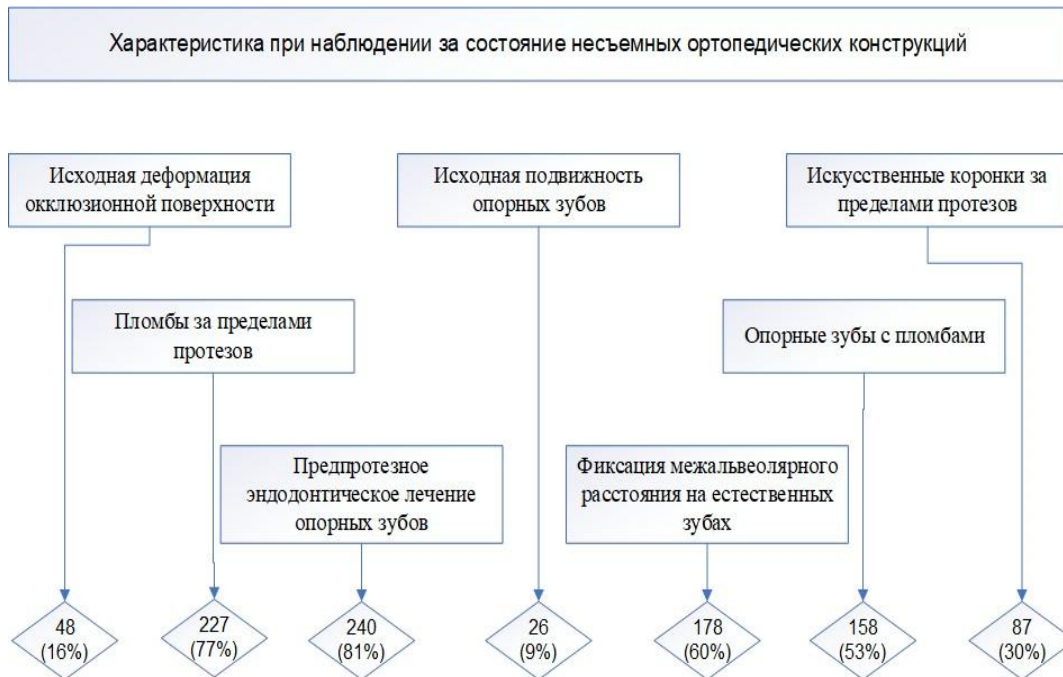 Характеристика при наблюдении за состояние несъемных ортопедических конструкций
Исходная деформация
окклюзионной поверхности
Исходная подвижность
опорных зубов
Искусственные коронки за
пределами протезов
Пломбы за пределами
протезов
Опорные зубы с пломбами
Предпротезное
эндодонтическое лечение
опорных зубов
Фиксация межальвеолярного
расстояния на естественных
зубах
48
(16%)
227
(77%)
240
(81%)
26
(9%)
178
(60%)
158
(53%)
87
(30%)